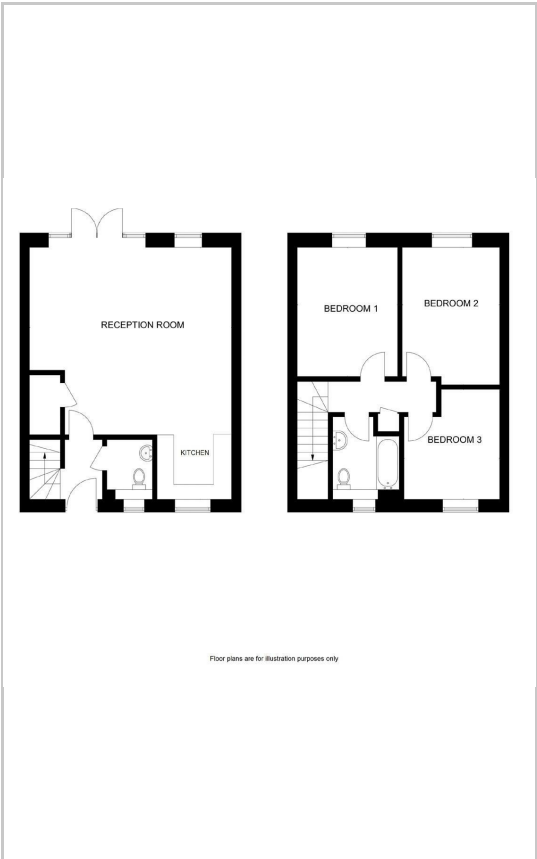 RECEPTION ROOM
KITCHEN
BEDROOM 1
BEDROOM 2
BEDROOM 3
Floor plans are for illustration purposes only